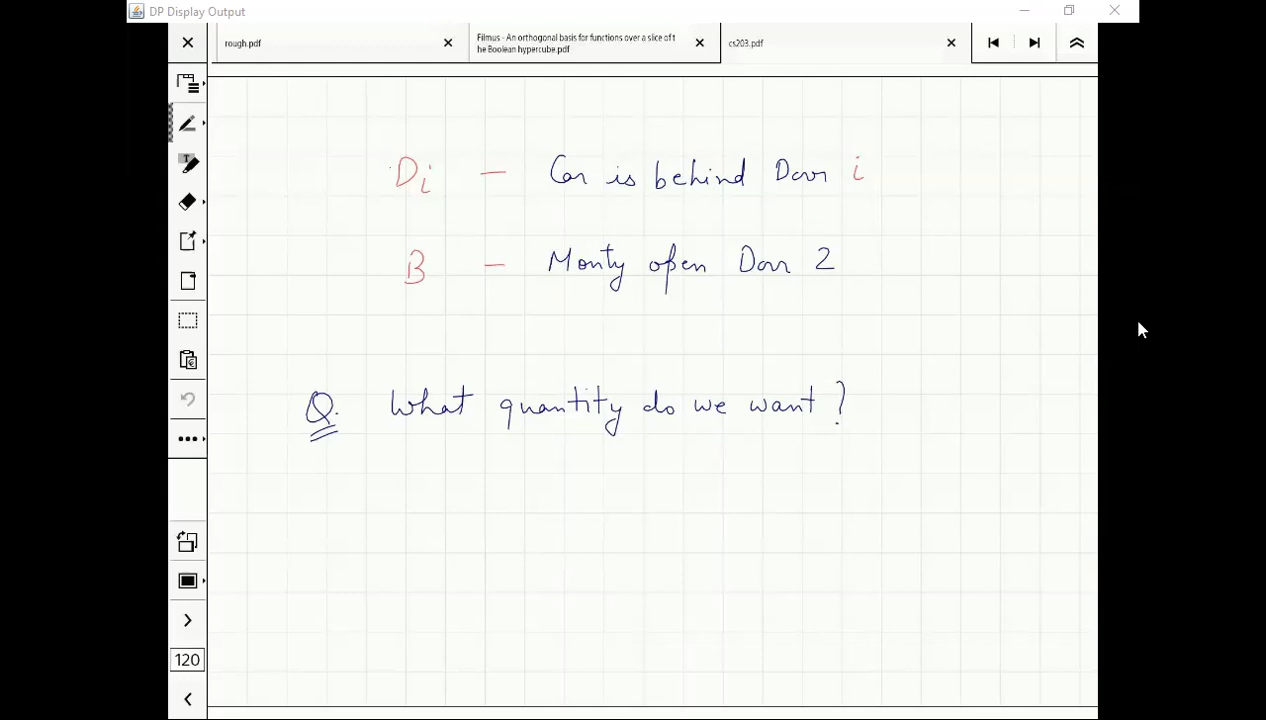 DP Display Output
rough.pdf
Filmus - An orthogonal basis for functions over a slice of t
he Boolean hypercube.pdf
cs203.pdf
Di - Car is behind Door i
B - Monty open Door 2
Q. What quantity do we want ?
120